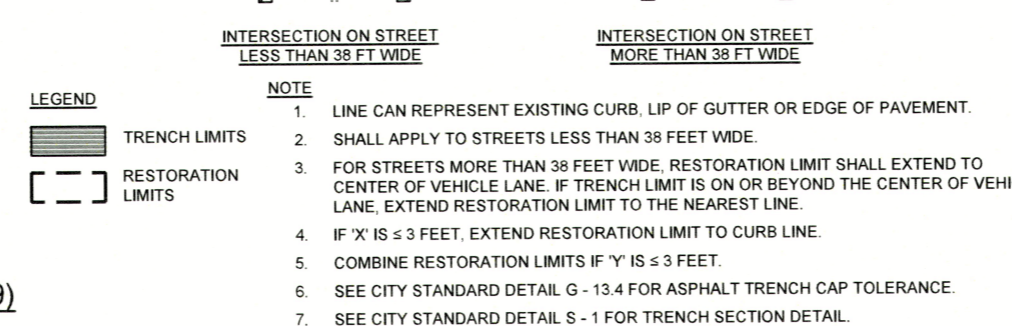 INTERSECTION ON STREET
LESS THAN 38 FT WIDE
INTERSECTION ON STREET
MORE THAN 38 FT WIDE
LEGEND
TRENCH LIMITS
RESTORATION
LIMITS
NOTE
1. LINE CAN REPRESENT EXISTING CURB, LIP OF GUTTER OR EDGE OF PAVEMENT.
2. SHALL APPLY TO STREETS LESS THAN 38 FEET WIDE.
3. FOR STREETS MORE THAN 38 FEET WIDE, RESTORATION LIMIT SHALL EXTEND TO
CENTER OF VEHICLE LANE. IF TRENCH LIMIT IS ON OR BEYOND THE CENTER OF VEHI
LANE, EXTEND RESTORATION LIMIT TO THE NEAREST LINE.
4. IF 'X' IS ≤ 3 FEET, EXTEND RESTORATION LIMIT TO CURB LINE.
5. COMBINE RESTORATION LIMITS IF 'Y' IS ≤ 3 FEET.
6. SEE CITY STANDARD DETAIL G - 13.4 FOR ASPHALT TRENCH CAP TOLERANCE.
7. SEE CITY STANDARD DETAIL S - 1 FOR TRENCH SECTION DETAIL.